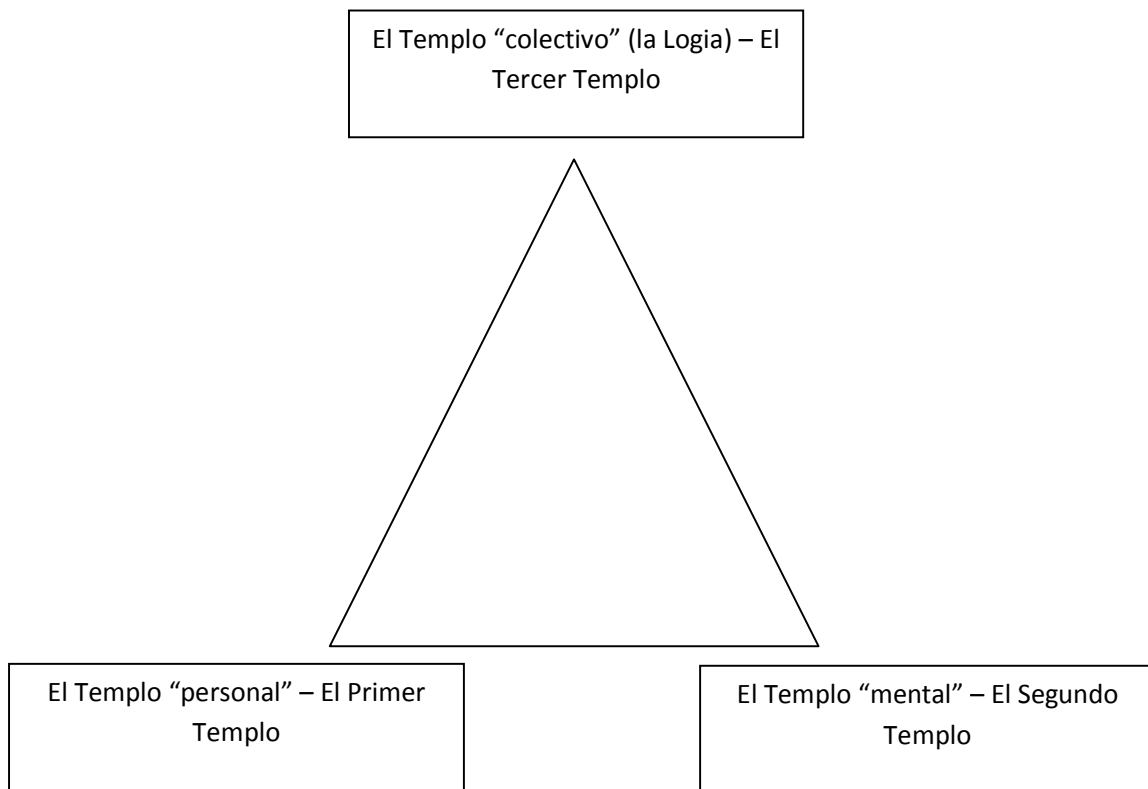 El Templo “colectivo” (la Logia) – El
Tercer Templo
El Templo “personal” – El Primer
Templo
El Templo “mental” – El Segundo
Templo